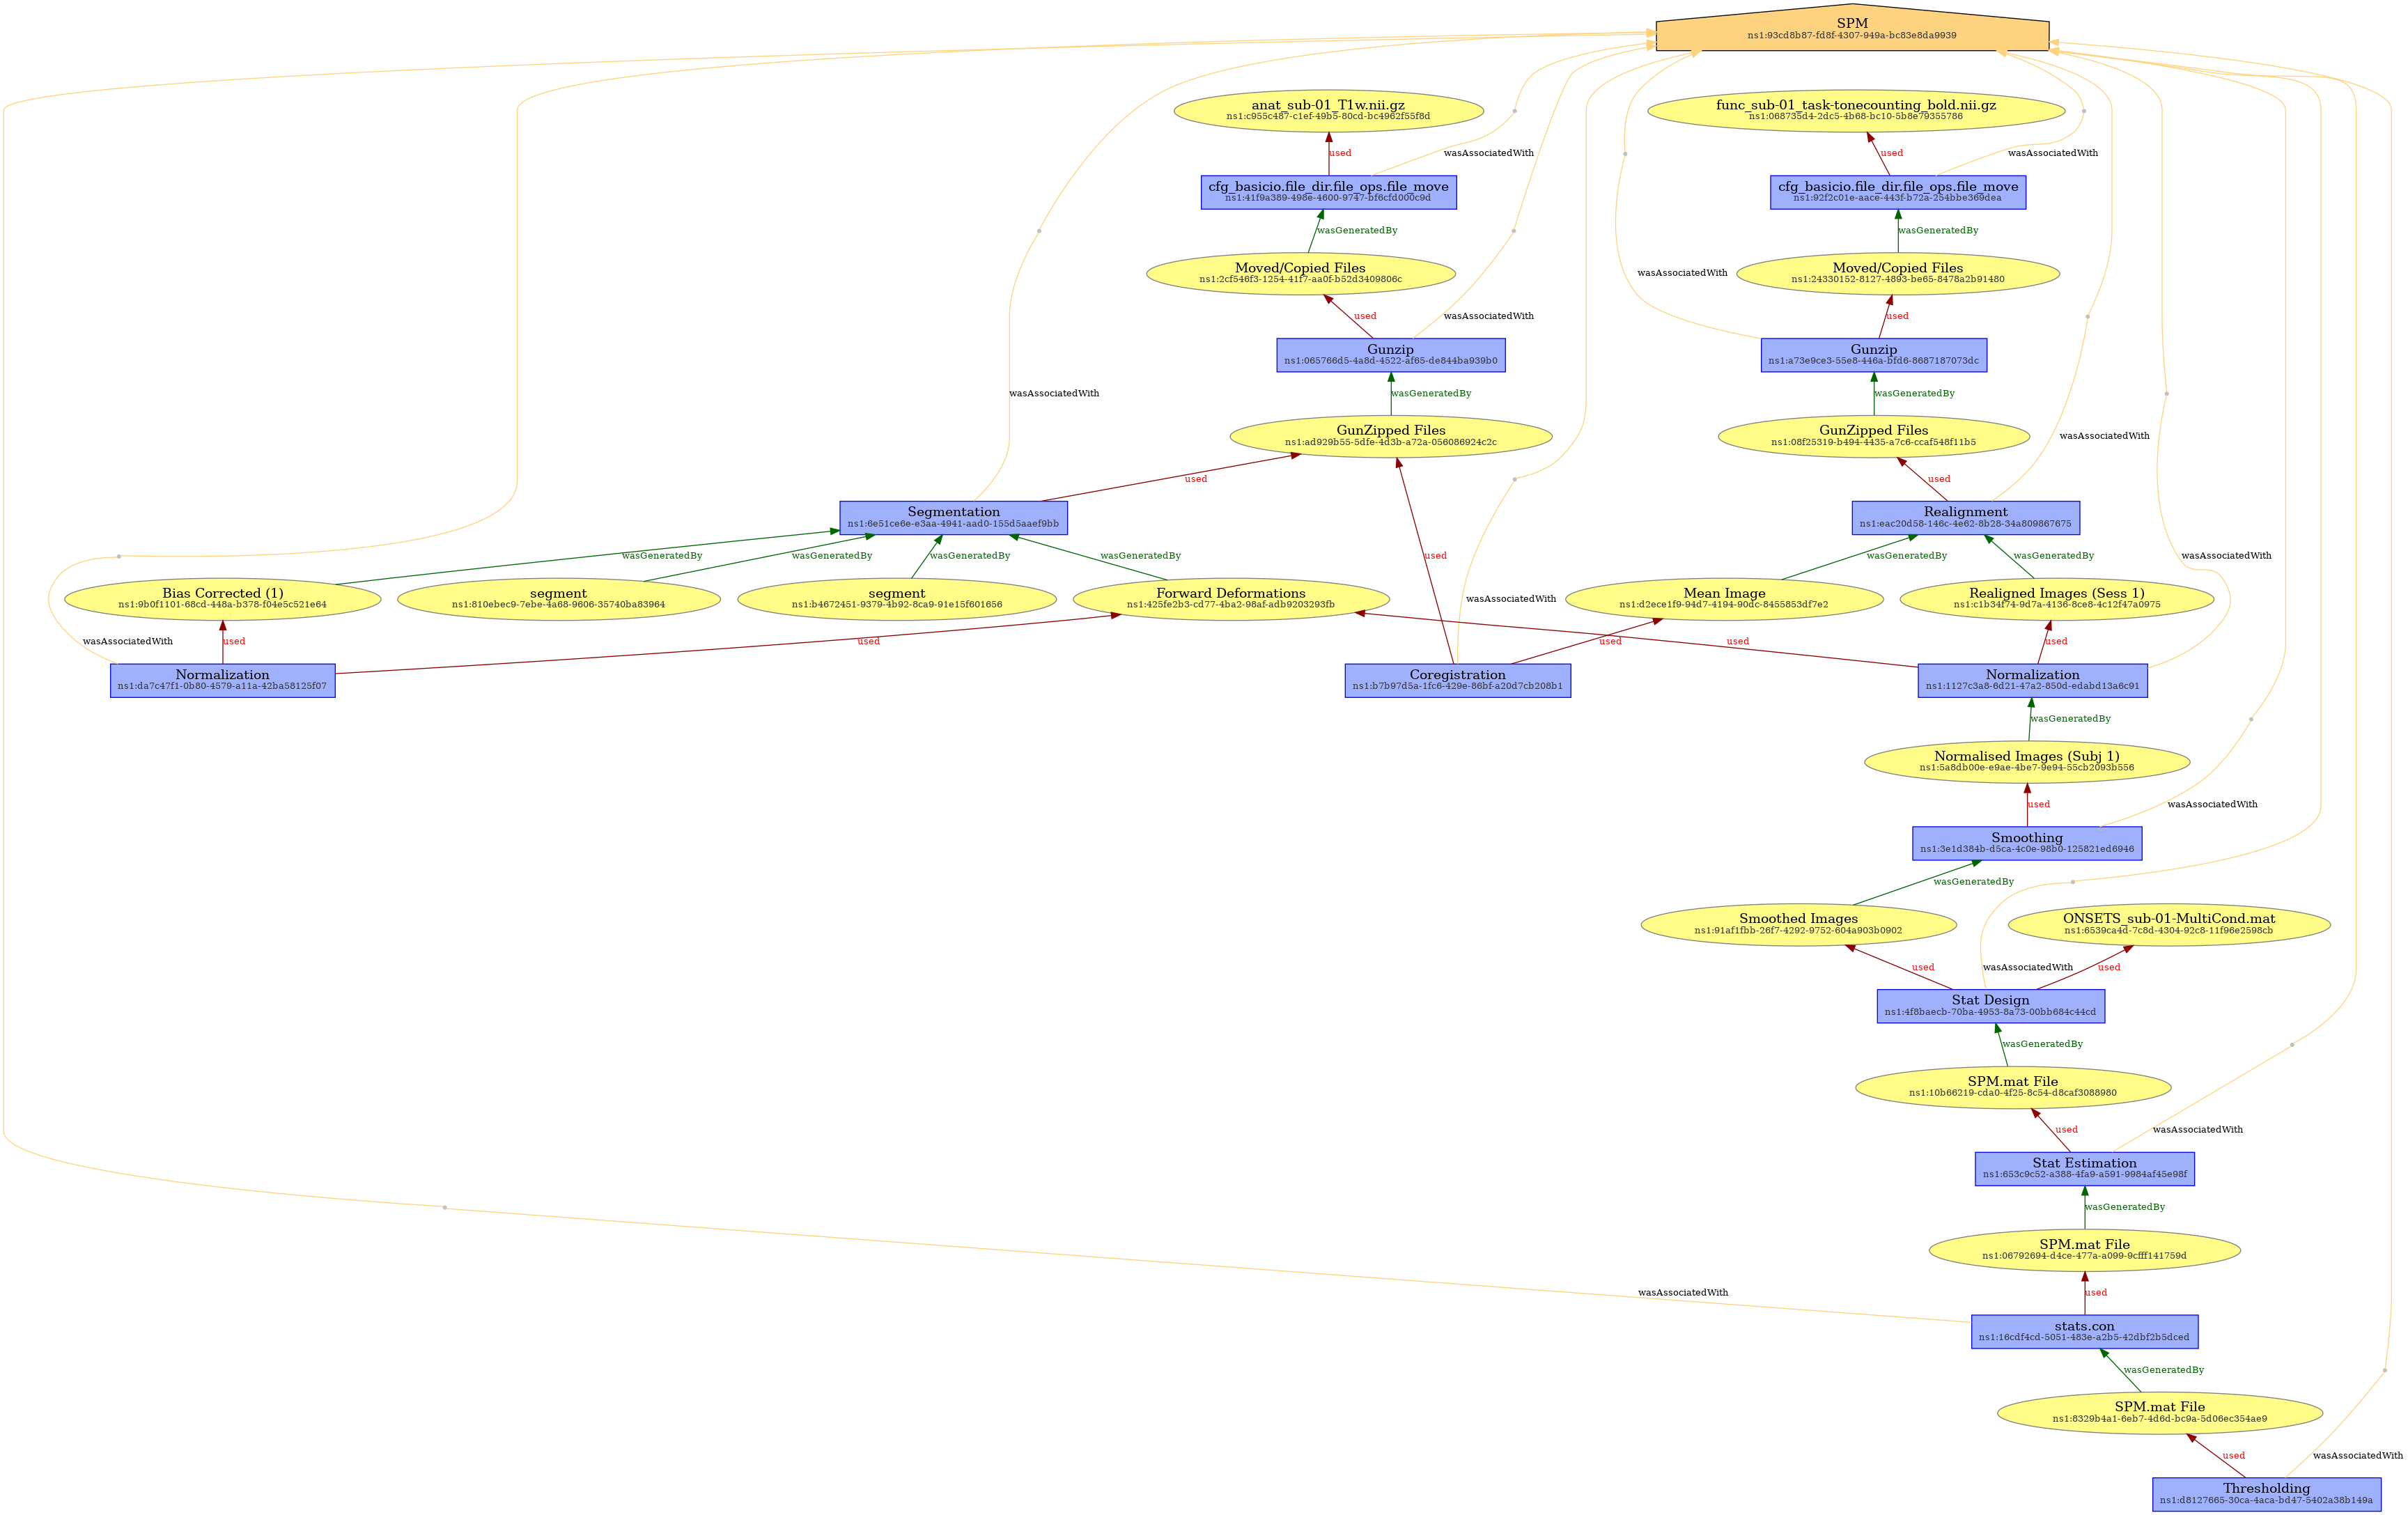 SPM
ns1:93cd8b87-fd8f-4307-949a-bc83e8da9939
anat_sub-01_T1w.nii.gz
ns1:c955c487-c1ef-49b5-80cd-bc4962f55f8d
func_sub-01_task-tonecounting_bold.nii.gz
ns1:068735d4-2dc5-4b68-bc10-5b8e79355786
used
wasAssociatedWith
used
wasAssociatedWith
cfg_basicio.file_dir.file_ops.file_move
ns1:41f9a389-498e-4600-9747-bf6cfd000c9d
cfg_basicio.file_dir.file_ops.file_move
ns1:92f2c01e-aace-443f-b72a-254bbe369dea
wasGeneratedBy
wasGeneratedBy
Moved/Copied Files
ns1:2cf546f3-1254-41f7-aa0f-b52d3409806c
wasAssociatedWith
Moved/Copied Files
ns1:24330152-8127-4893-be65-8478a2b91480
used
wasAssociatedWith
used
Gunzip
ns1:065766d5-4a8d-4522-af65-de844ba939b0
Gunzip
ns1:a73e9ce3-55e8-446a-bfd6-8687187073dc
wasAssociatedWith
wasGeneratedBy
wasGeneratedBy
GunZipped Files
ns1:ad929b55-5dfe-4d3b-a72a-056086924c2c
GunZipped Files
ns1:08f25319-b494-4435-a7c6-ccaf548f11b5
wasAssociatedWith
used
used
Segmentation
ns1:6e51ce6e-e3aa-4941-aad0-155d5aaef9bb
Realignment
ns1:eac20d58-146c-4e62-8b28-34a809867675
wasGeneratedBy
wasGeneratedBy
wasGeneratedBy
wasGeneratedBy
used
wasGeneratedBy
wasGeneratedBy
wasAssociatedWith
Bias Corrected (1)
ns1:9b0f1101-68cd-448a-b378-f04e5c521e64
segment
ns1:810ebec9-7ebe-4a68-9606-35740ba83964
segment
ns1:b4672451-9379-4b92-8ca9-91e15f601656
Forward Deformations
ns1:425fe2b3-cd77-4ba2-98af-adb9203293fb
wasAssociatedWith
Mean Image
ns1:d2ece1f9-94d7-4194-90dc-8455853df7e2
Realigned Images (Sess 1)
ns1:c1b34f74-9d7a-4136-8ce8-4c12f47a0975
wasAssociatedWith
used
used
used
used
used
Normalization
ns1:da7c47f1-0b80-4579-a11a-42ba58125f07
Coregistration
ns1:b7b97d5a-1fc6-429e-86bf-a20d7cb208b1
Normalization
ns1:1127c3a8-6d21-47a2-850d-edabd13a6c91
wasGeneratedBy
Normalised Images (Subj 1)
ns1:5a8db00e-e9ae-4be7-9e94-55cb2093b556
used
wasAssociatedWith
Smoothing
ns1:3e1d384b-d5ca-4c0e-98b0-125821ed6946
wasGeneratedBy
Smoothed Images
ns1:91af1fbb-26f7-4292-9752-604a903b0902
ONSETS_sub-01-MultiCond.mat
ns1:6539ca4d-7c8d-4304-92c8-11f96e2598cb
used
wasAssociatedWith
used
Stat Design
ns1:4f8baecb-70ba-4953-8a73-00bb684c44cd
wasGeneratedBy
SPM.mat File
ns1:10b66219-cda0-4f25-8c54-d8caf3088980
used
wasAssociatedWith
Stat Estimation
ns1:653c9c52-a388-4fa9-a591-9984af45e98f
wasGeneratedBy
SPM.mat File
ns1:06792694-d4ce-477a-a099-9cfff141759d
wasAssociatedWith
used
stats.con
ns1:16cdf4cd-5051-483e-a2b5-42dbf2b5dced
wasGeneratedBy
SPM.mat File
ns1:8329b4a1-6eb7-4d6d-bc9a-5d06ec354ae9
used
wasAssociatedWith
Thresholding
ns1:d8127665-30ca-4aca-bd47-5402a38b149a